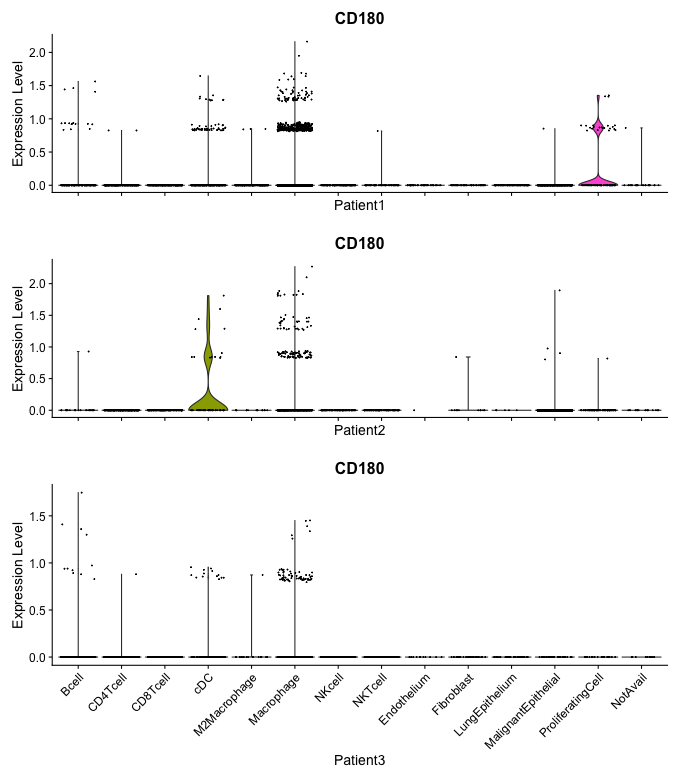 CD180
Expression Level
2.0
1.5
1.0
0.5
0.0
Patient1
CD180
Expression Level
2.0
1.5
1.0
0.5
0.0
Patient2
CD180
Expression Level
1.5
1.0
0.5
0.0
Bcell
CD4Tcell
CD8Tcell
cDC
M2Macrophage
Macrophage
NKcell
NKTcell
Endothelium
Fibroblast
LungEpithelium
MalignantEpithelial
ProliferatingCell
NotAvail
Patient3